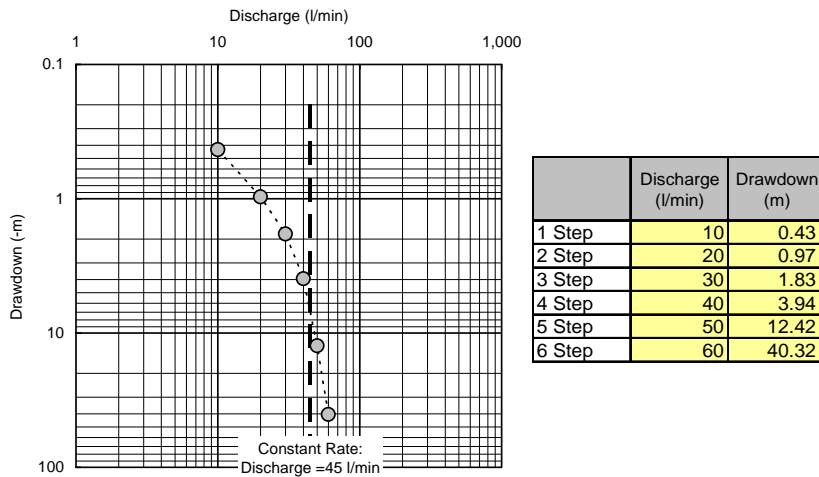 Discharge (l/min)
1 10 100 1,000
0.1
1
10
100
Drawdown (-m)
Constant Rate:
Discharge =45 l/min
Discharge Drawdown
(l/min) (m)
1 Step 10 0.43
2 Step 20 0.97
3 Step 30 1.83
4 Step 40 3.94
5 Step 50 12.42
6 Step 60 40.32